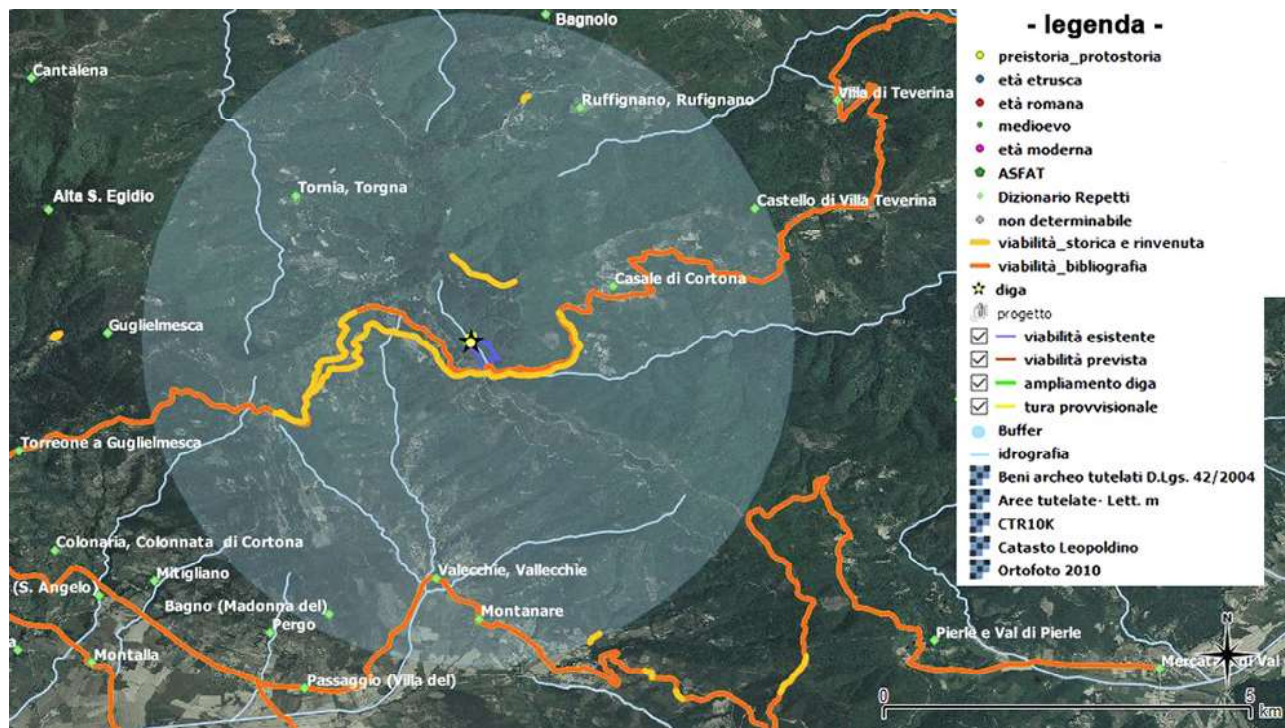 Bagnolo
Cantalena
Ruffignano, Rufignano
Villa di Teverina
Tornia, Torgna
Alta S. Egidio
Castello di Villa Teverina
Casale di Cortona
Guglielmesca
Torreone a Guglielmesca
Colonaria, Colonnata di Cortona
Mitigliano
(S. Angelo)
Bagno (Madonna del)
Pergo
Valecchie, Vallecchie
Montanare
Montalla
Passaggio (Villa del)
Pierle e Val di Pierle
- legenda -
preistoria_protostoria
età etrusca
età romana
medioevo
età moderna
ASFAT
Dizionario Repetti
non determinabile
viabilità_storica e rinvenuta
viabilità_bibliografia
diga
progetto
viabilità esistente
viabilità prevista
ampliamento diga
tura provvisionale
Buffer
idrografia
Beni archeo tutelati D.Lgs. 42/2004
Aree tutelate- Lett. m
CTR10K
Catasto Leopoldino
Ortofoto 2010
N
0 5
km